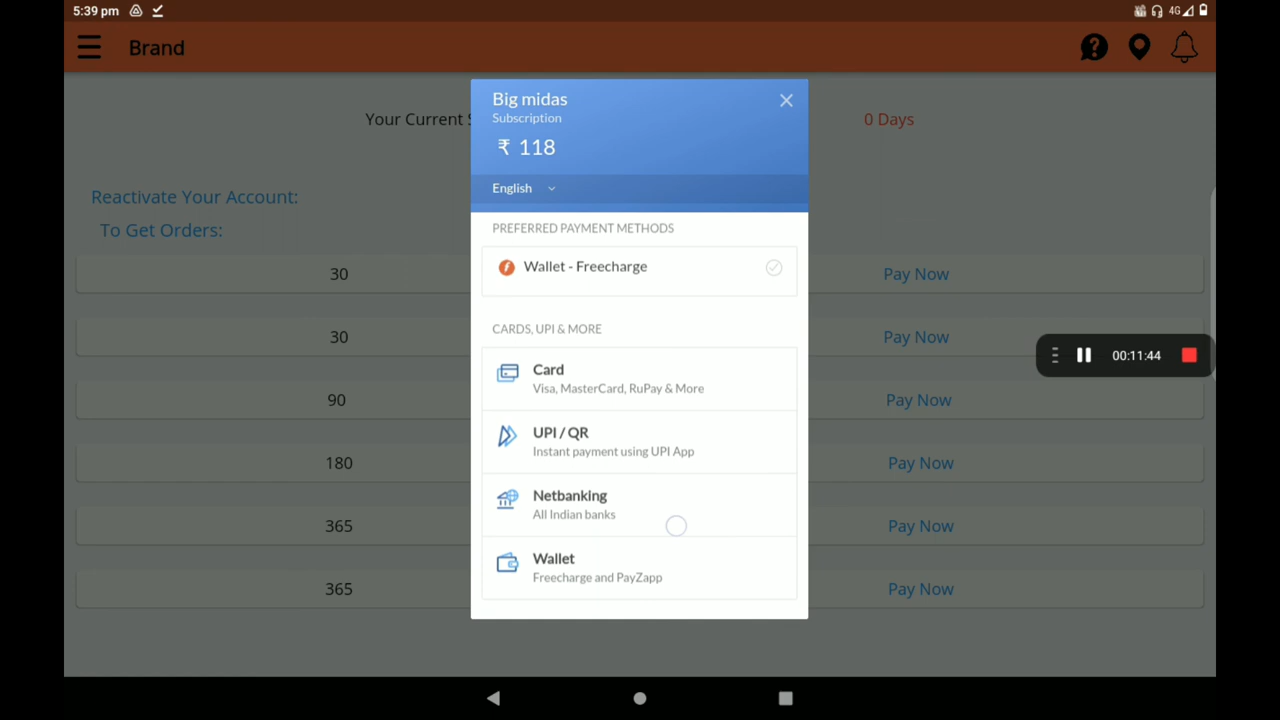 5:39 pm
4G
Brand
Your Current S
0 Days
Reactivate Your Account:
To Get Orders:
30
Pay Now
30
Pay Now
90
Pay Now
180
Pay Now
365
Pay Now
365
Pay Now
Big midas
Subscription
₹ 118
English
PREFERRED PAYMENT METHODS
Wallet - Freecharge
CARDS, UPI & MORE
Card
Visa, MasterCard, RuPay & More
UPI / QR
Instant payment using UPI App
Netbanking
All Indian banks
Wallet
Freecharge and PayZapp
00:11:44